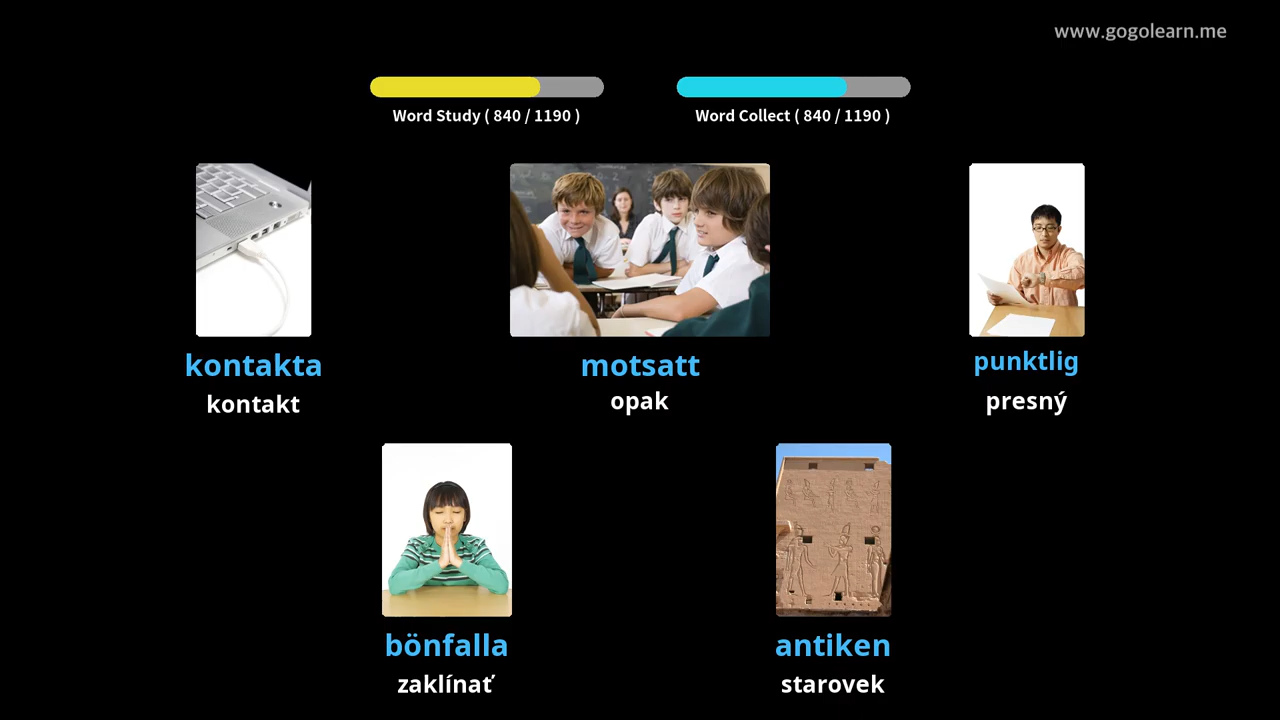 www.gogolearn.me
Word Study ( 840 / 1190 )
Word Collect ( 840 / 1190 )
kontakta
kontakt
motsatt
opak
punktlig
presný
bönfalla
zaklínať
antiken
starovek